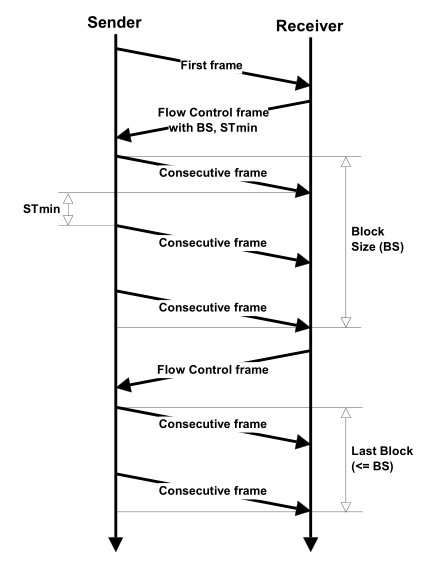 Sender
Receiver
First frame
Flow Control frame
with BS, STmin
Consecutive frame
STmin
Block
Size (BS)
Consecutive frame
Consecutive frame
Flow Control frame
Consecutive frame
Last Block
(<= BS)
Consecutive frame